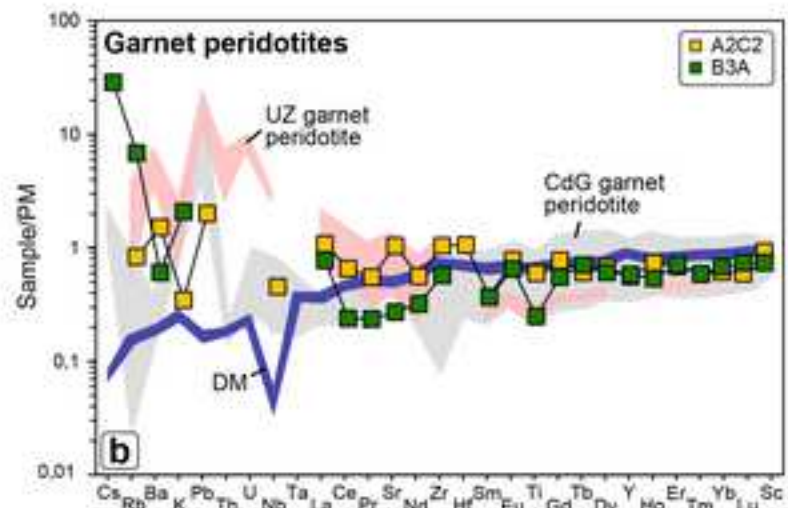 100
Garnet peridotites
A2C2
B3A
UZ garnet
peridotite
10
CdG garnet
peridotite
Sample/PM
1
0.1
DM
b
0.01
Cs Rb Ba K Pb Th U Nb Ta La Ce Pr Sr Nd Zr Hf Sm Eu Ti Gd Tb Dy Y Ho Er Tm Yb Lu Sc